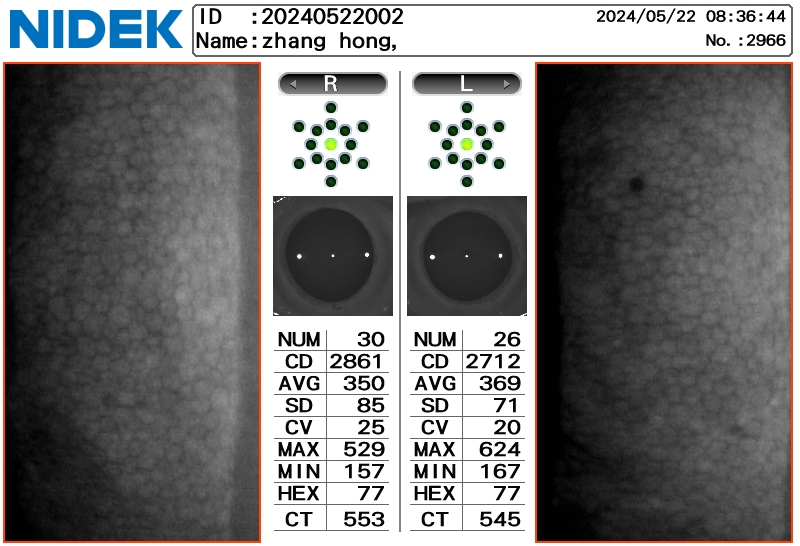 NIDEK
ID :20240522002
2024/05/22 08:36:44
Name:zhang hong,
No. :2966
R
L
NUM 30
CD 2861
AVG 350
SD 85
CV 25
MAX 529
MIN 157
HEX 77
CT 553
NUM 26
CD 2712
AVG 369
SD 71
CV 20
MAX 624
MIN 167
HEX 77
CT 545